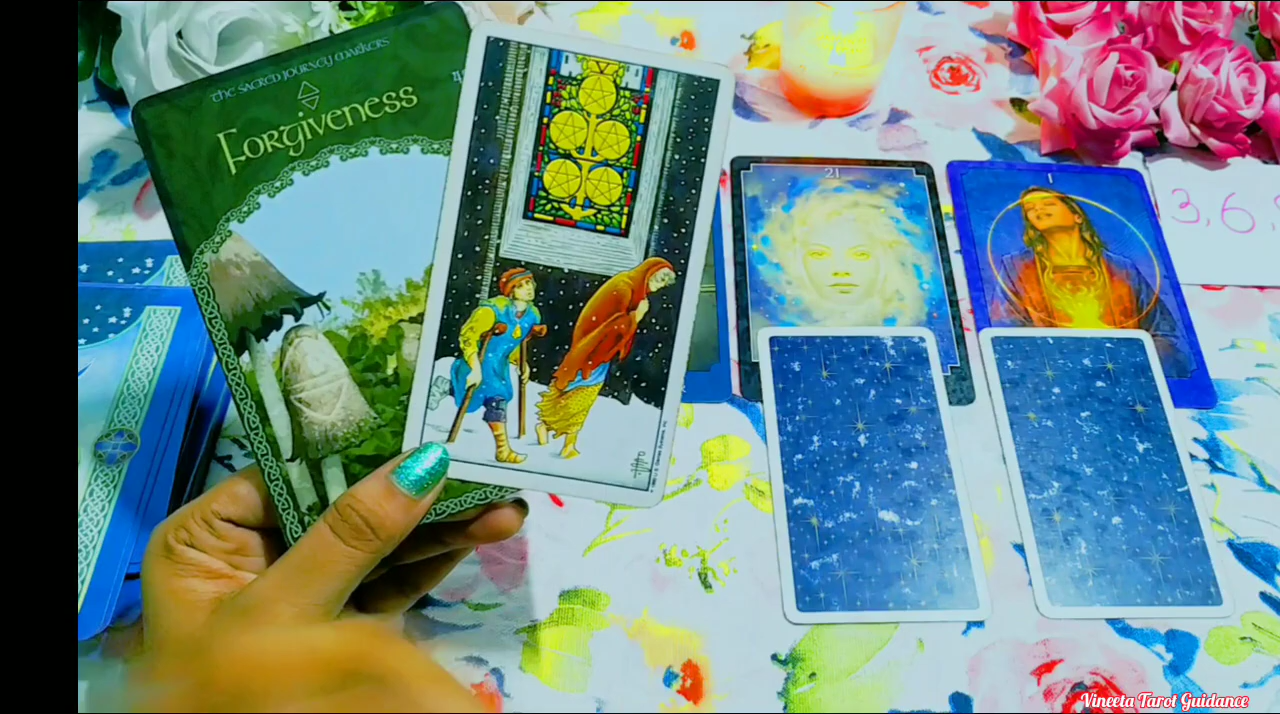 The Sacred Journey Markers
Forgiveness
21
I
3, 6,
Vineeta Tarot Guidance